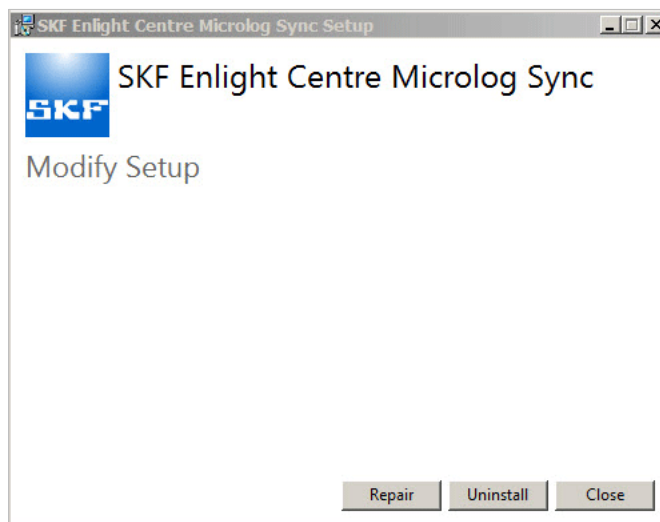 SKF Enlight Centre Microlog Sync Setup
SKF Enlight Centre Microlog Sync
SKF
Modify Setup
Repair Uninstall Close